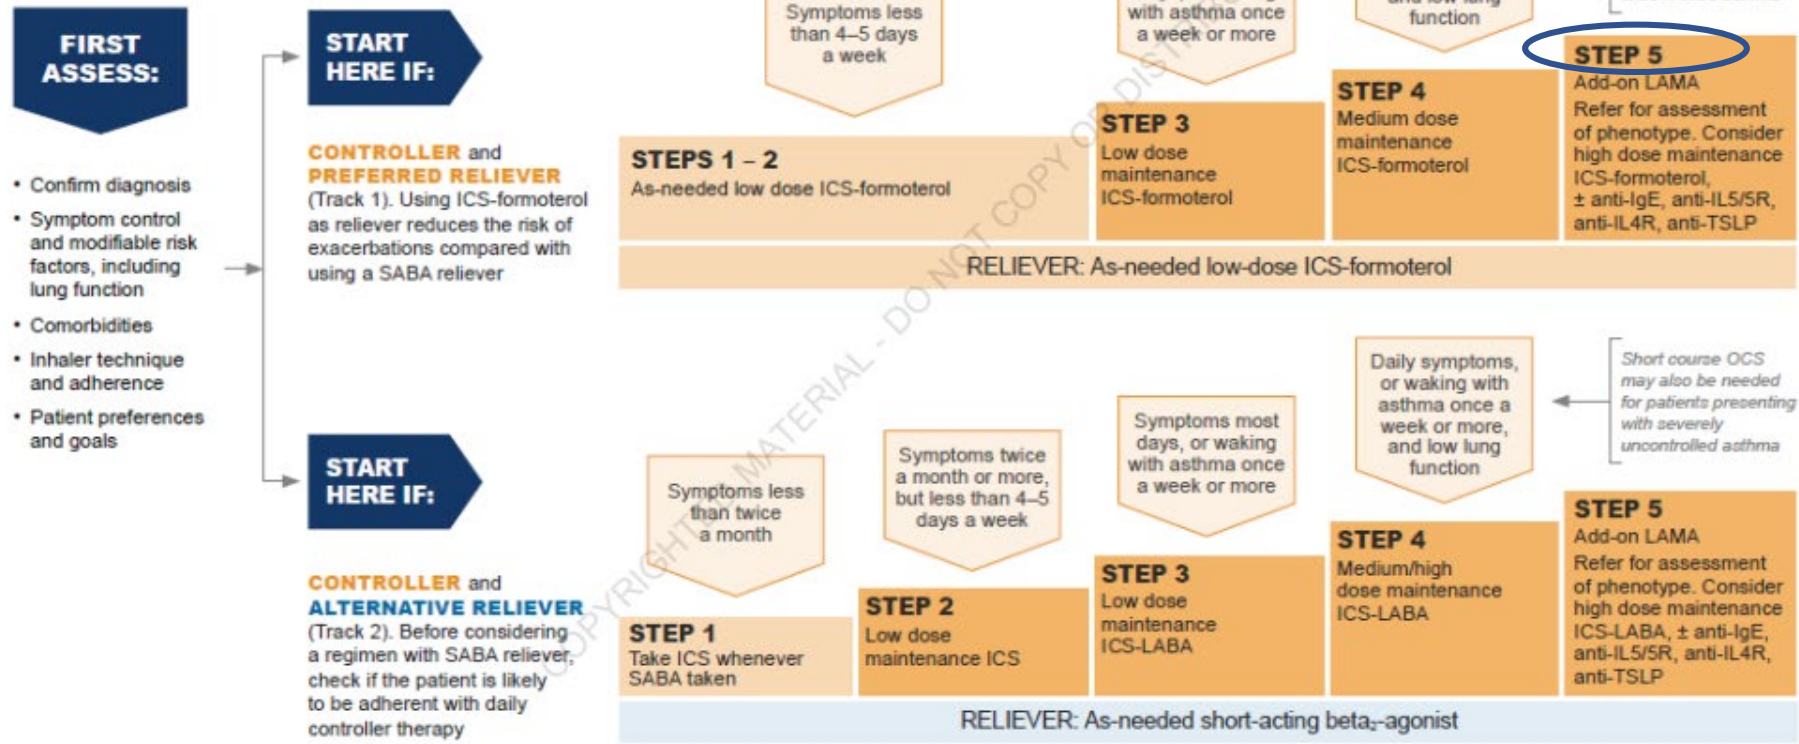 FIRST
ASSESS:
• Confirm diagnosis
• Symptom control
and modifiable risk
factors, including
lung function
• Comorbidities
• Inhaler technique
and adherence
• Patient preferences
and goals
START
HERE IF:
CONTROLLER and
PREFERRED RELIEVER
(Track 1). Using ICS-formoterol
as reliever reduces the risk of
exacerbations compared with
using a SABA reliever
Symptoms less
than 4–5 days
a week
with asthma once
a week or more
and low lung
function
STEPS 1 – 2
As-needed low dose ICS-formoterol
STEP 3
Low dose
maintenance
ICS-formoterol
STEP 4
Medium dose
maintenance
ICS-formoterol
STEP 5
Add-on LAMA
Refer for assessment
of phenotype. Consider
high dose maintenance
ICS-formoterol,
± anti-IgE, anti-IL5/5R,
anti-IL4R, anti-TSLP
RELIEVER: As-needed low-dose ICS-formoterol
START
HERE IF:
CONTROLLER and
ALTERNATIVE RELIEVER
(Track 2). Before considering
a regimen with SABA reliever,
check if the patient is likely
to be adherent with daily
controller therapy
Symptoms less
than twice
a month
Symptoms twice
a month or more,
but less than 4–5
days a week
Symptoms most
days, or waking
with asthma once
a week or more
Daily symptoms,
or waking with
asthma once a
week or more,
and low lung
function
Short course OCS
may also be needed
for patients presenting
with severely
uncontrolled asthma
STEP 1
Take ICS whenever
SABA taken
STEP 2
Low dose
maintenance ICS
STEP 3
Low dose
maintenance
ICS-LABA
STEP 4
Medium/high
dose maintenance
ICS-LABA
STEP 5
Add-on LAMA
Refer for assessment
of phenotype. Consider
high dose maintenance
ICS-LABA, ± anti-IgE,
anti-IL5/5R, anti-IL4R,
anti-TSLP
RELIEVER: As-needed short-acting beta₂-agonist
COPYRIGHTED MATERIAL - DO NOT COPY OR